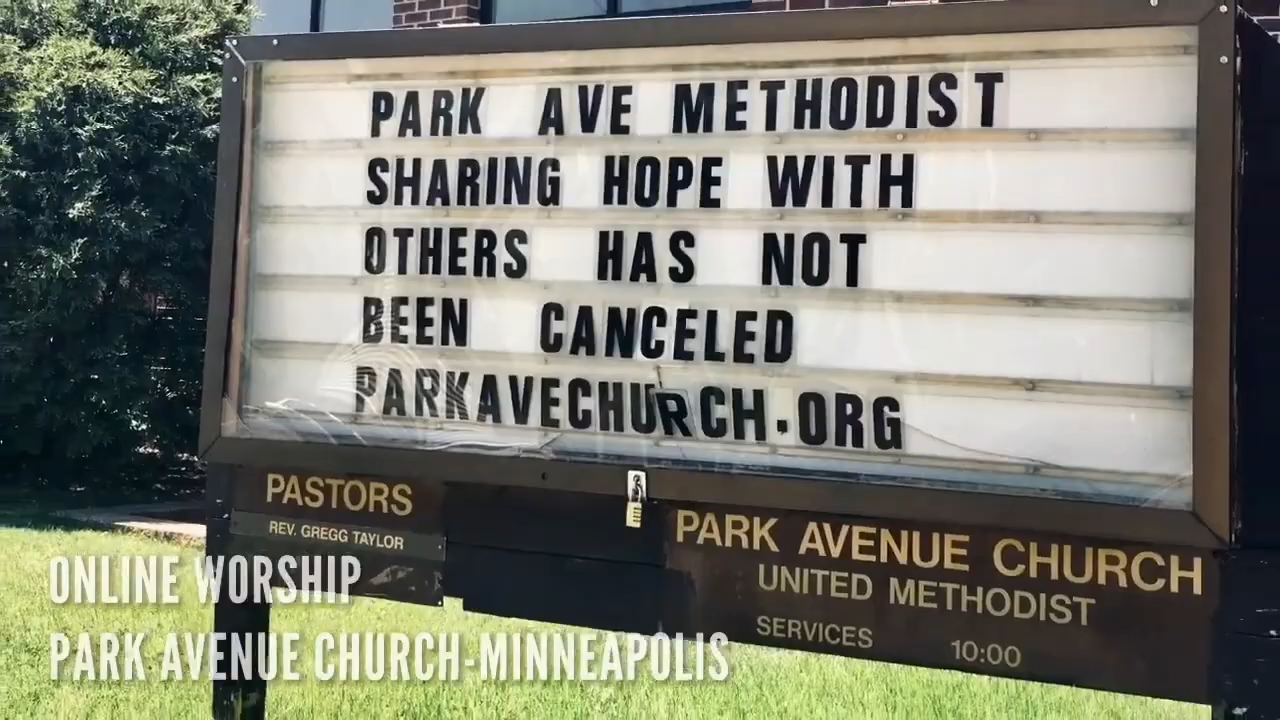 PARK AVE METHODIST
SHARING HOPE WITH
OTHERS HAS NOT
BEEN CANCELED
PARKAVECHURCH.ORG
PASTORS
REV. GREGG TAYLOR
PARK AVENUE CHURCH
UNITED METHODIST
SERVICES 10:00
ONLINE WORSHIP
PARK AVENUE CHURCH-MINNEAPOLIS